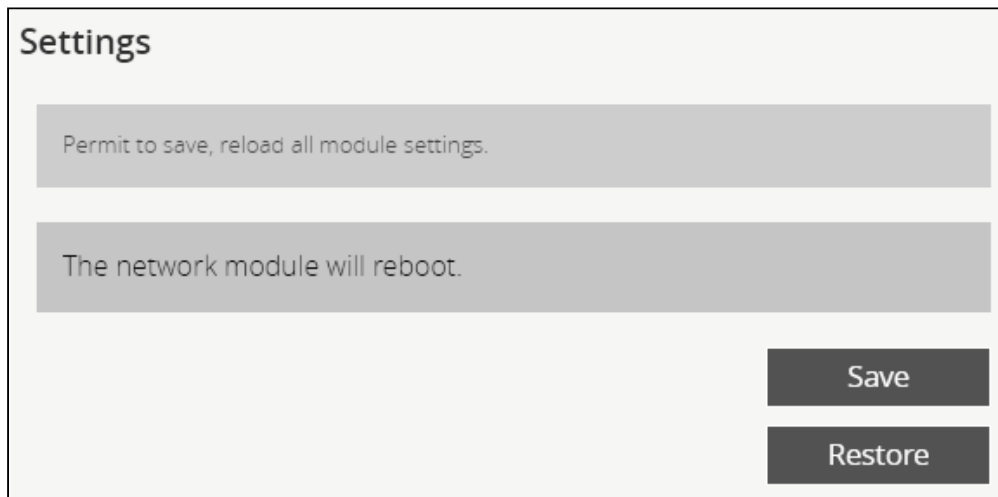 Settings
Permit to save, reload all module settings.
The network module will reboot.
Save
Restore